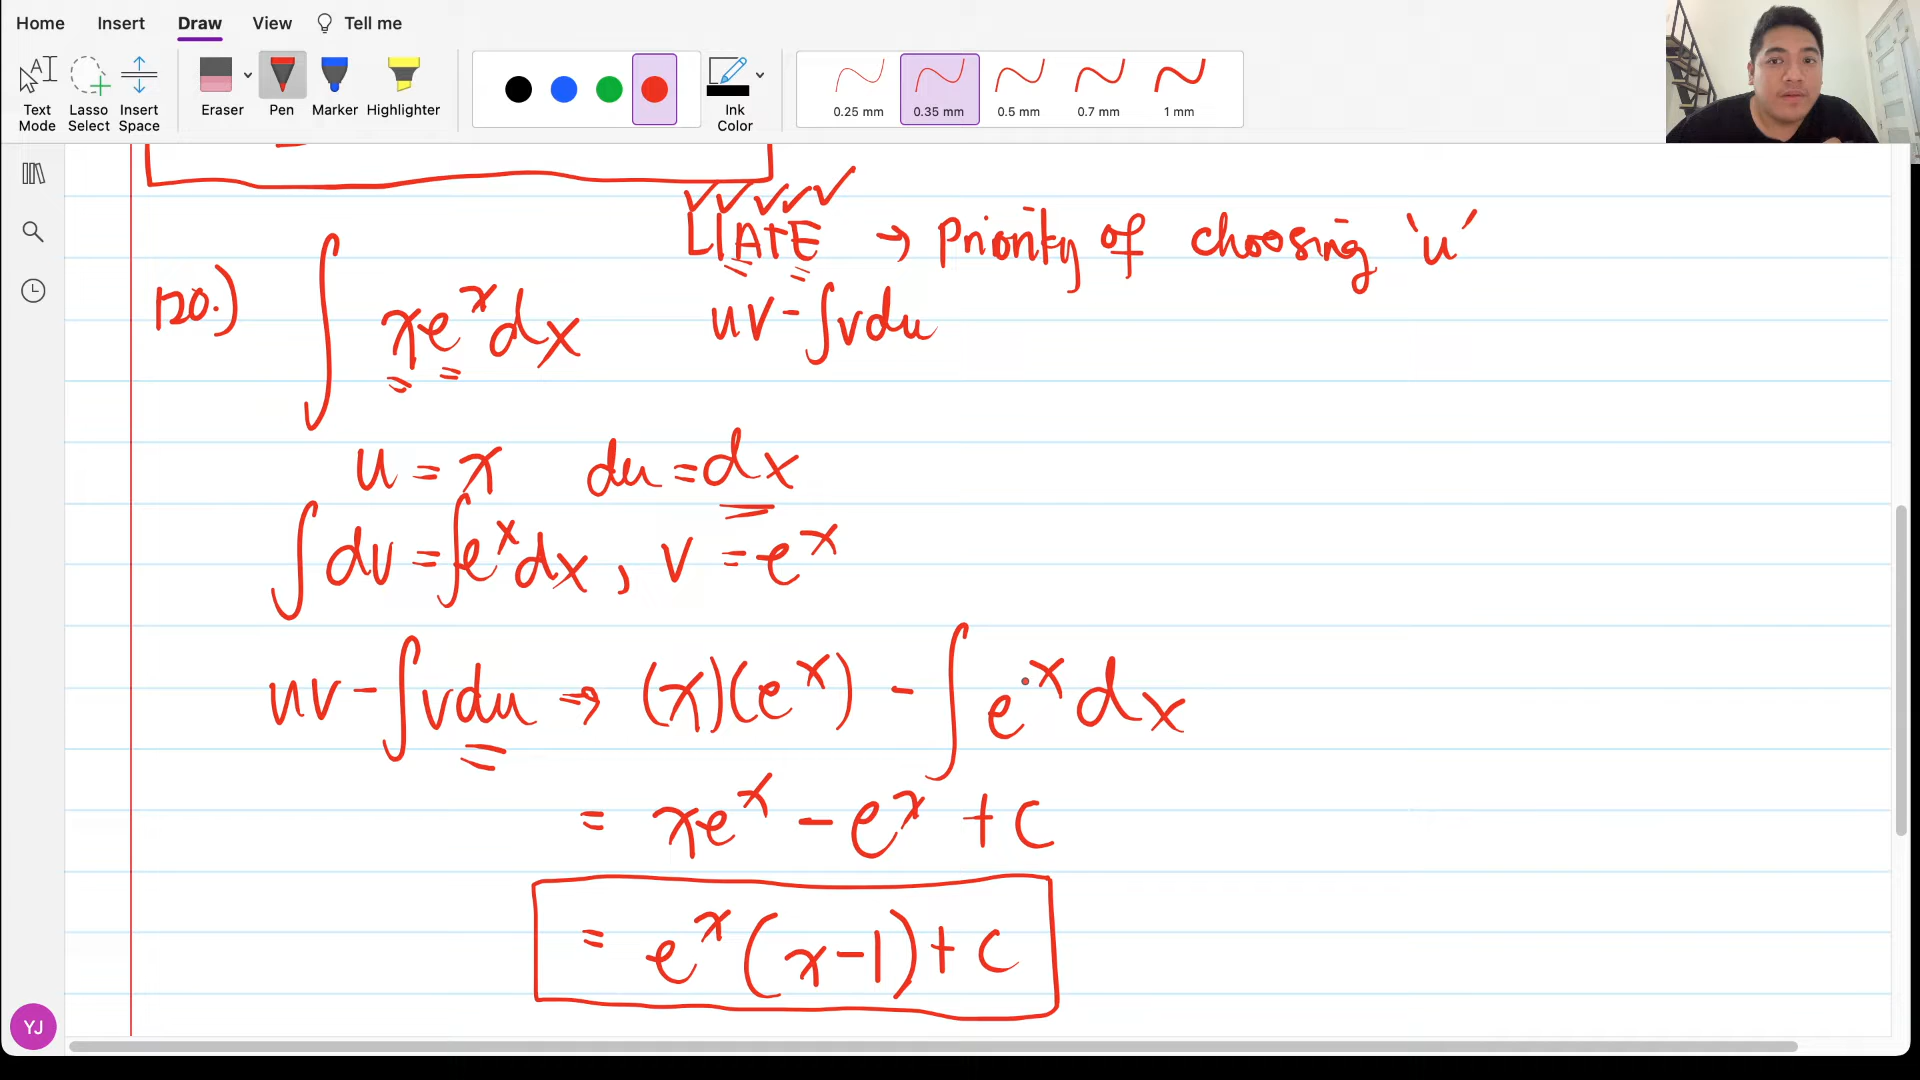 Home Insert Draw View Tell me
Text Mode
Lasso Select
Insert Space
Eraser
Pen
Marker
Highlighter
Ink Color
0.25 mm
0.35 mm
0.5 mm
0.7 mm
1 mm
LIATE → Priority of choosing 'u'
120.) ∫ xe^x dx uv - ∫vdu
u = x du = dx
∫dv = ∫e^x dx, v = e^x
uv - ∫vdu → (x)(e^x) - ∫ e^x dx
= xe^x - e^x + c
= e^x (x-1) + c
YJ